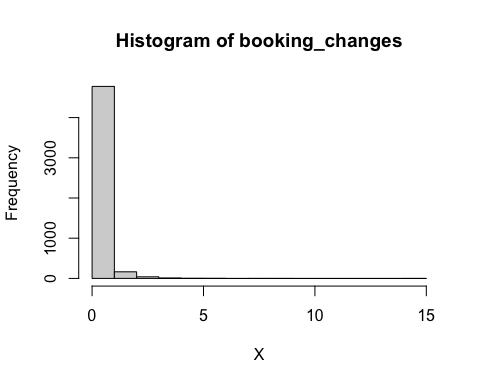 Histogram of booking_changes
Frequency
3000
1000
0
0 5 10 15
X